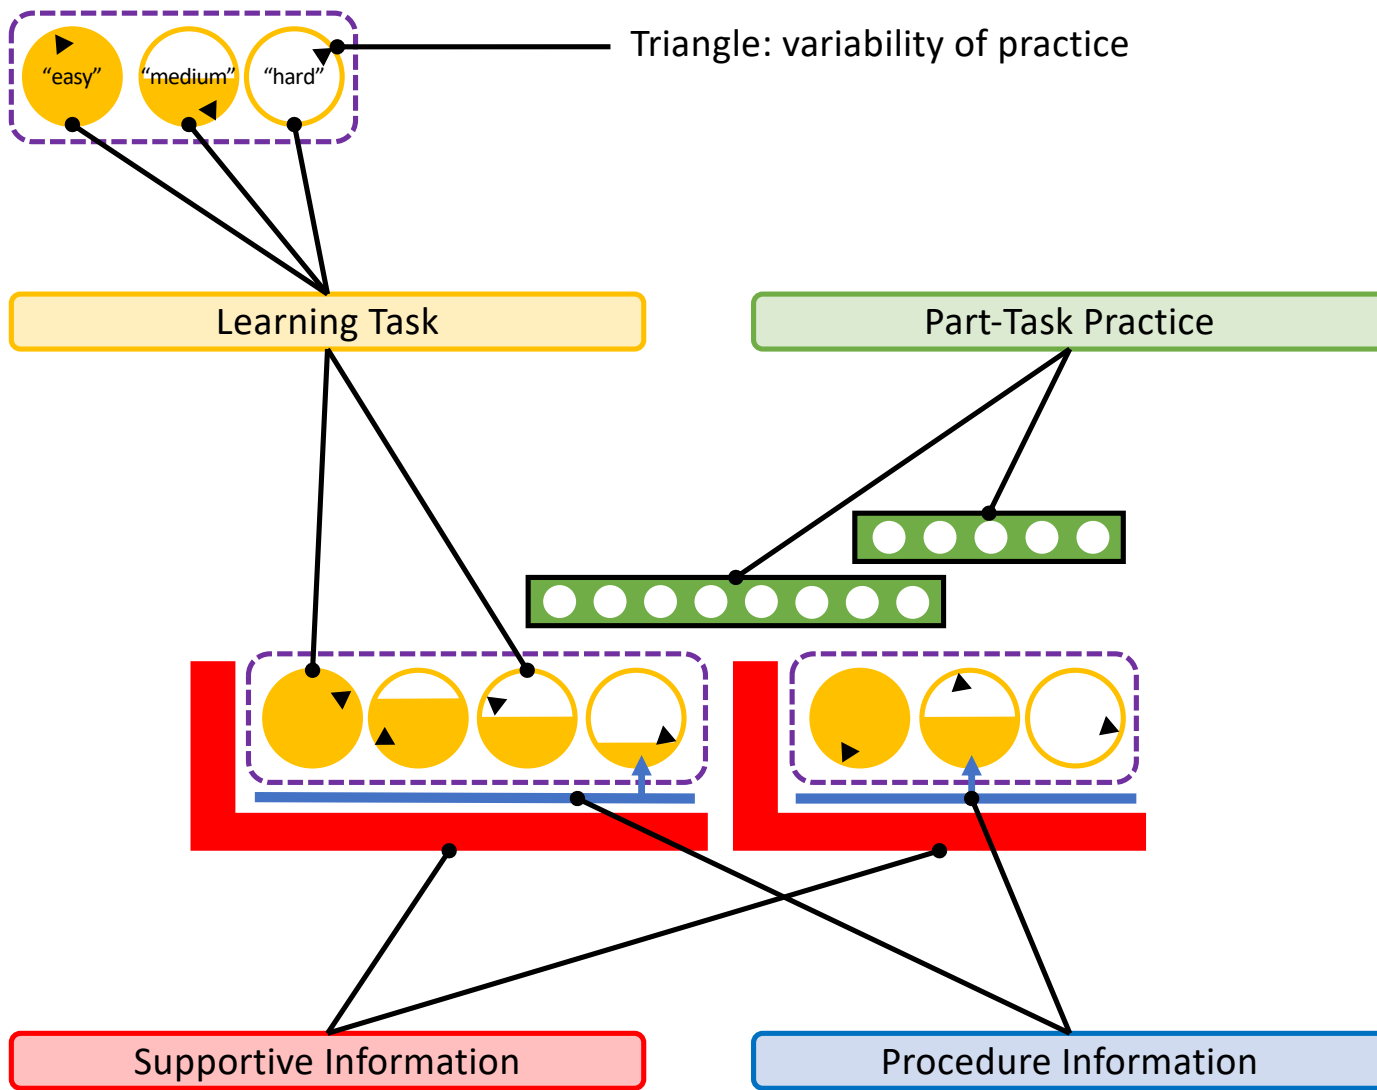 “easy”
“medium”
“hard”
Triangle: variability of practice
Learning Task
Part-Task Practice
Supportive Information
Procedure Information